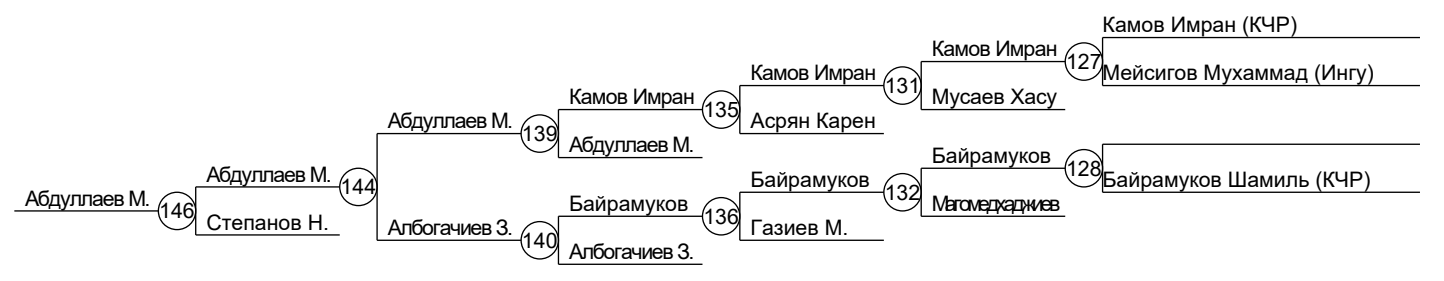 Камов Имран (КЧР)
Камов Имран
127
Камов Имран
131
Мейсигов Мухаммад (Ингу)
Камов Имран
135
Мусаев Хасу
Абдуллаев М.
139
Асрян Карен
Абдуллаев М.
Абдуллаев М.
144
Байрамуков
128
Абдуллаев М.
146
Байрамуков
132
Байрамуков Шамиль (КЧР)
Степанов Н.
Байрамуков
136
Магомедхаджиев
Албогачиев З.
140
Газиев М.
Албогачиев З.